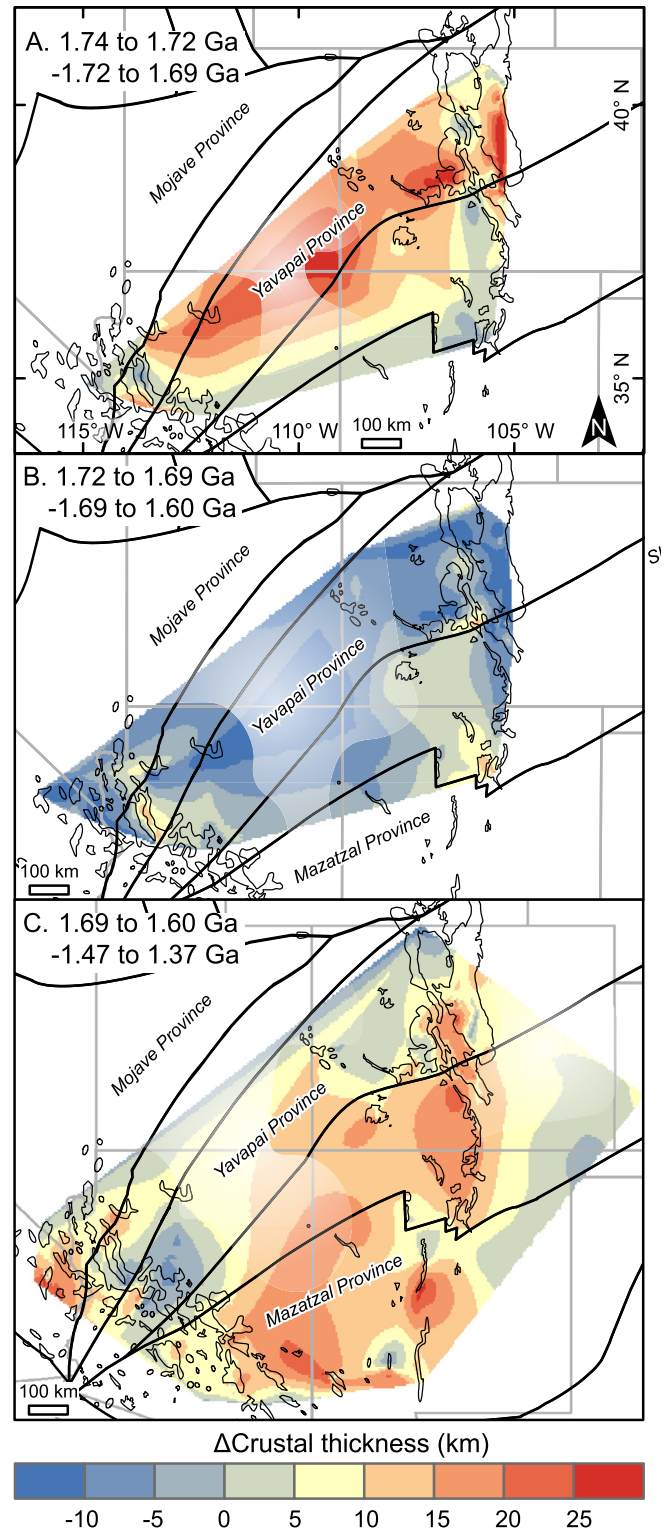 A. 1.74 to 1.72 Ga
-1.72 to 1.69 Ga
Mojave Province
Yavapai Province
40° N
35° N
115° W
110° W
105° W
100 km
N
B. 1.72 to 1.69 Ga
-1.69 to 1.60 Ga
Mojave Province
Yavapai Province
Mazatzal Province
100 km
C. 1.69 to 1.60 Ga
-1.47 to 1.37 Ga
Mojave Province
Yavapai Province
Mazatzal Province
100 km
ΔCrustal thickness (km)
-10 -5 0 5 10 15 20 25